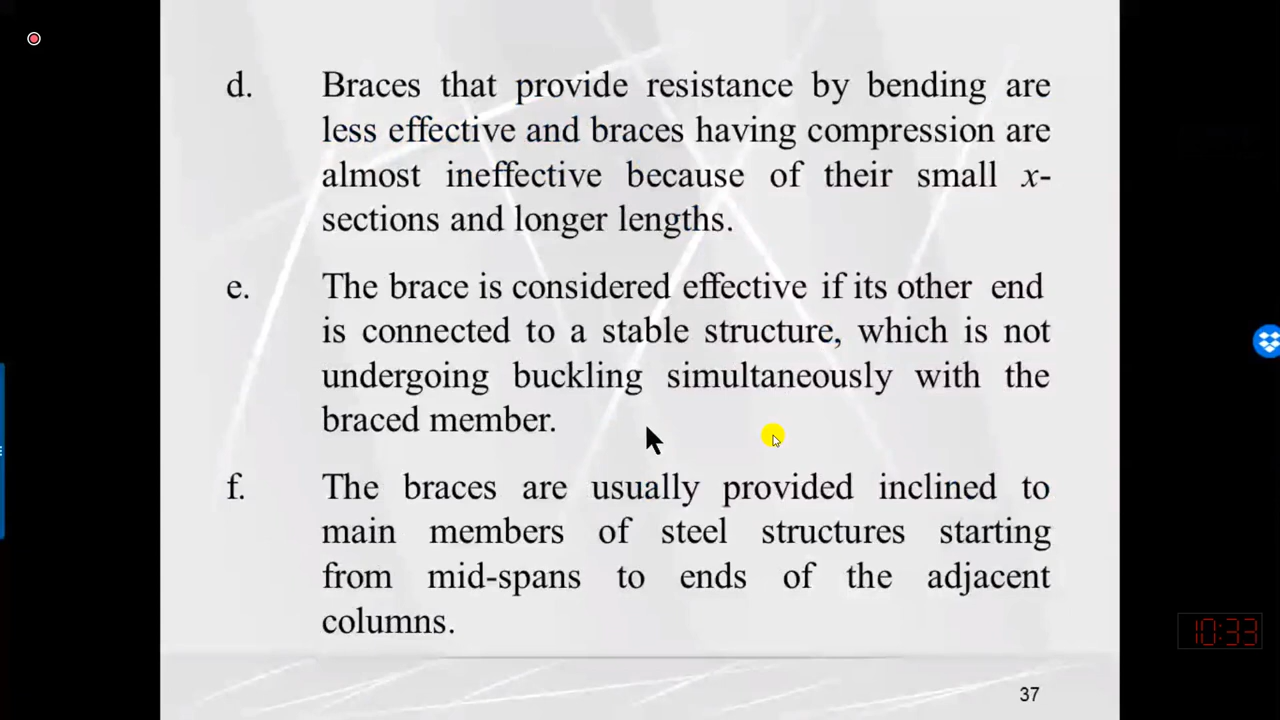 d. Braces that provide resistance by bending are
less effective and braces having compression are
almost ineffective because of their small x-
sections and longer lengths.
e. The brace is considered effective if its other end
is connected to a stable structure, which is not
undergoing buckling simultaneously with the
braced member.
f. The braces are usually provided inclined to
main members of steel structures starting
from mid-spans to ends of the adjacent
columns.
10:33
37